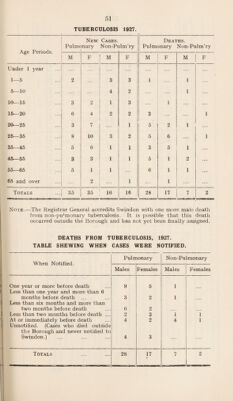 51
TUBERCULOSIS 1927.
Age Periods. New Cases. Deaths.
Pulmonary Non-Pulm'ry Pulmonary Non-Pulm'ry
M F M F M F M F
Under 1 year ... ... ... ... ... ... ... ...
1—5 2 ... 3 3 1 ... 1 ...
5—10 ... ... 4 2 ... ... 1 ...
10—15 3 2 1 3 ... 1 ... ...
15—20 6 4 2 2 3 ... ... 1
20—25 3 7 ... 1 5 2 1 ...
25—35 8 10 3 2 5 6 ... 1
35—45 5 6 1 1 3 5 1 ...
45—55 3 3 1 1 5 1 2 ...
55—65 5 1 1 ... 6 1 1 ...
65 and over ... 2 ... 1 ... 1 ... ...
Totals 35 35 16 16 28 17 7 2
Note.—The Registrar General accredits Swindon with one more male death
from non-pulmonary tuberculosis. It is possible that this death
occurred outside the Borough and has not yet been finally assigned.
DEATHS FROM TUBERCULOSIS, 1927.
TABLE SHEWING WHEN CASES WERE NOTIFIED.
When Notified. Pulmonary Non-Pulmonary
Males Females Males Females
One year or more before death 9 5 1 ...
Less than one year and more than 6
months before death ... 3 2 1 ...
Less than six months and more than
two months before death 6 2 ... ...
Less than two months before death ... 2 3 1 1
At or immediately before death 4 2 4 1
Unnotified. (Cases who died outside
the Borough and never notified to
Swindon.) 4 3 ... ...
Totals 28 17 7 2